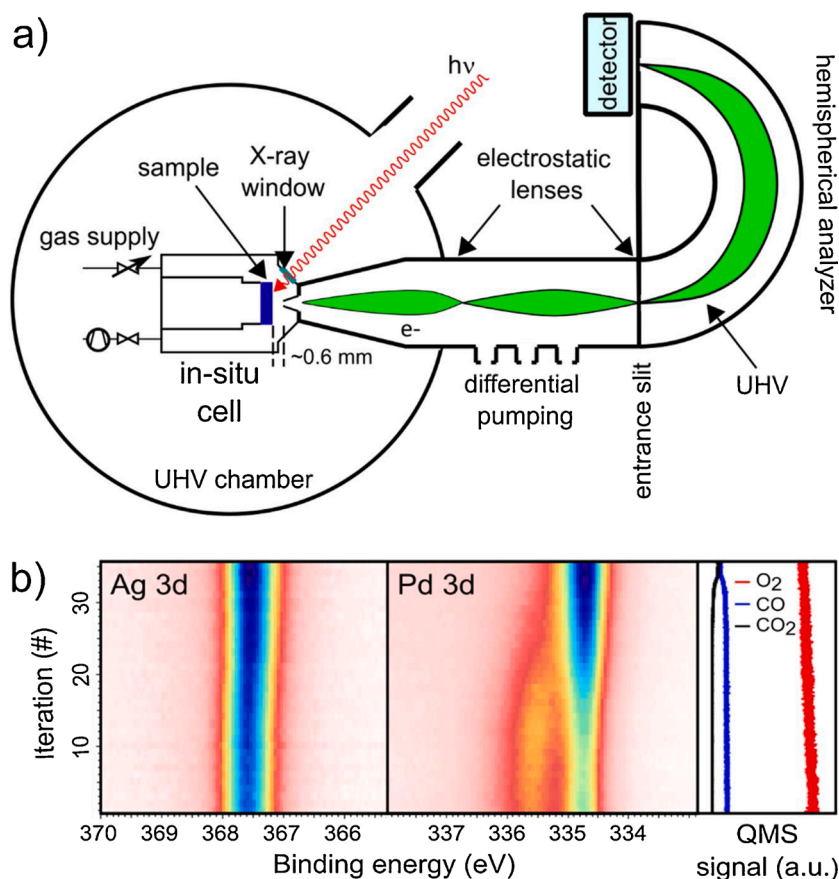 a)
hν
detector
hemispherical analyzer
X-ray
window
sample
electrostatic
lenses
gas supply
e-
~0.6 mm
in-situ
cell
differential
pumping
entrance slit
UHV
UHV chamber
b)
Ag 3d
Pd 3d
O2
CO
CO2
Iteration (#)
30
20
10
370 369 368 367 366
337 336 335 334
Binding energy (eV)
QMS
signal (a.u.)